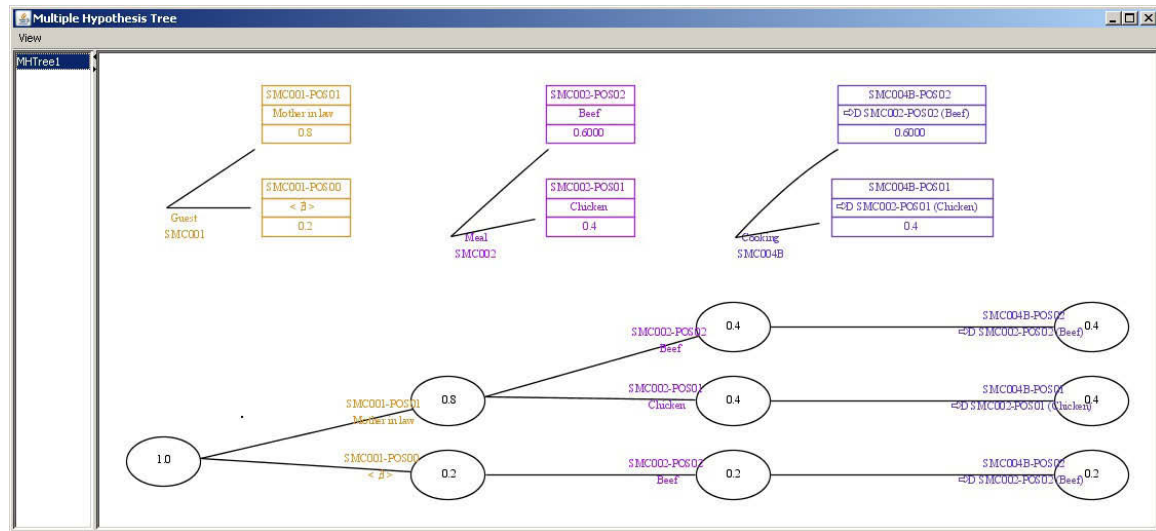 Multiple Hypothesis Tree
View
MHTree1
SMC001-POS01
Mother in law
0.8
SMC001-POS00
< ∄ >
0.2
Guest
SMC001
SMC002-POS02
Beef
0.6000
SMC002-POS01
Chicken
0.4
Meal
SMC002
SMC004B-POS02
⇨D SMC002-POS02 (Beef)
0.6000
SMC004B-POS01
⇨D SMC002-POS01 (Chicken)
0.4
Cooking
SMC004B
SMC002-POS02
Beef
0.4
SMC004B-POS02
⇨D SMC002-POS02 (Beef)
0.4
SMC001-POS01
Mother in law
0.8
SMC002-POS01
Chicken
0.4
SMC004B-POS01
⇨D SMC002-POS01 (Chicken)
0.4
1.0
SMC001-POS00
< ∄ >
0.2
SMC002-POS02
Beef
0.2
SMC004B-POS02
⇨D SMC002-POS02 (Beef)
0.2